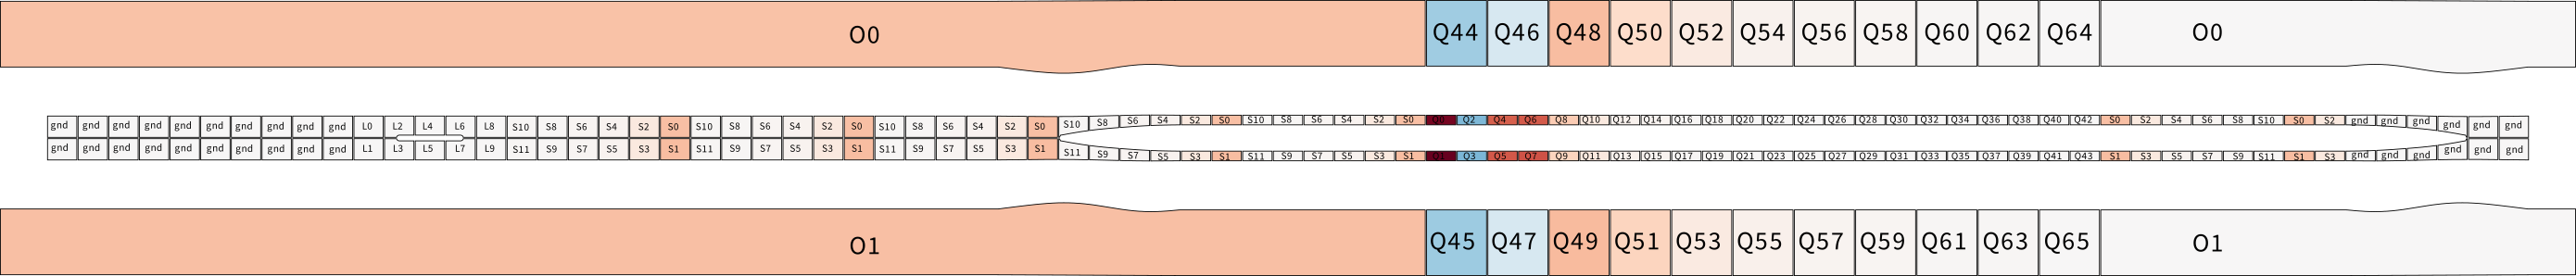 O0 Q44 Q46 Q48 Q50 Q52 Q54 Q56 Q58 Q60 Q62 Q64 O0
gnd gnd gnd gnd gnd gnd gnd gnd gnd gnd L0 L2 L4 L6 L8 S10 S8 S6 S4 S2 S0 S10 S8 S6 S4 S2 S0 S10 S8 S6 S4 S2 S0 S10 S8 S6 S4 S2 S0 S10 S8 S6 S4 S2 S0 Q0 Q2 Q4 Q6 Q8 Q10 Q12 Q14 Q16 Q18 Q20 Q22 Q24 Q26 Q28 Q30 Q32 Q34 Q36 Q38 Q40 Q42 S0 S2 S4 S6 S8 S10 S0 S2 gnd gnd gnd gnd gnd gnd
gnd gnd gnd gnd gnd gnd gnd gnd gnd gnd L1 L3 L5 L7 L9 S11 S9 S7 S5 S3 S1 S11 S9 S7 S5 S3 S1 S11 S9 S7 S5 S3 S1 S11 S9 S7 S5 S3 S1 S11 S9 S7 S5 S3 S1 Q1 Q3 Q5 Q7 Q9 Q11 Q13 Q15 Q17 Q19 Q21 Q23 Q25 Q27 Q29 Q31 Q33 Q35 Q37 Q39 Q41 Q43 S1 S3 S5 S7 S9 S11 S1 S3 gnd gnd gnd gnd gnd gnd
O1 Q45 Q47 Q49 Q51 Q53 Q55 Q57 Q59 Q61 Q63 Q65 O1